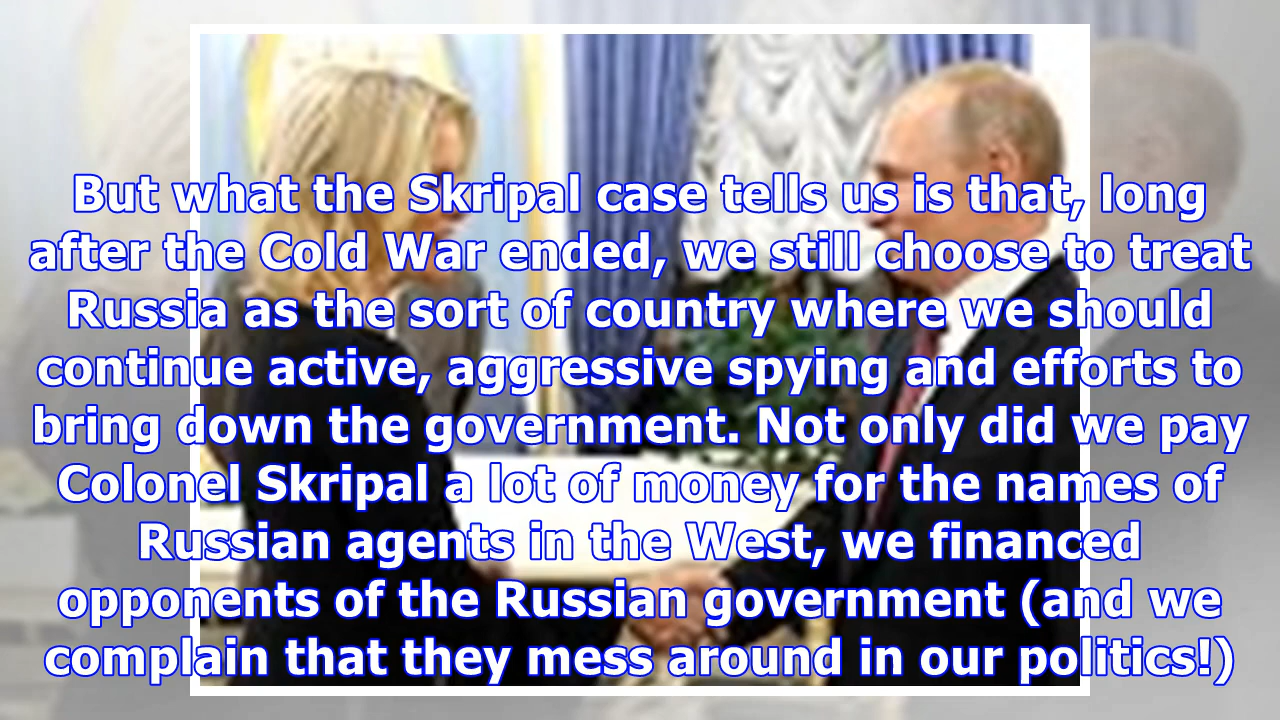 But what the Skripal case tells us is that, long
after the Cold War ended, we still choose to treat
Russia as the sort of country where we should
continue active, aggressive spying and efforts to
bring down the government. Not only did we pay
Colonel Skripal a lot of money for the names of
Russian agents in the West, we financed
opponents of the Russian government (and we
complain that they mess around in our politics!)